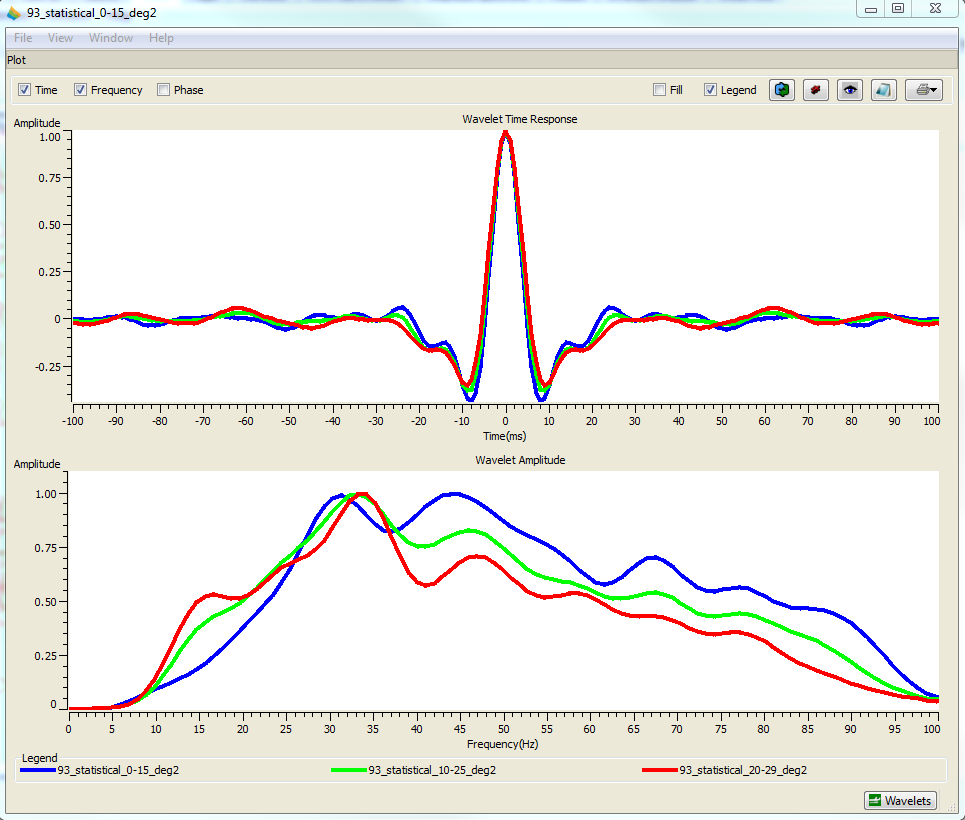 93_statistical_0-15_deg2
File View Window Help
Plot
Time Frequency Phase Fill Legend
Wavelet Time Response
Amplitude
1.00
0.75
0.50
0.25
0
-0.25
-100 -90 -80 -70 -60 -50 -40 -30 -20 -10 0 10 20 30 40 50 60 70 80 90 100
Time(ms)
Wavelet Amplitude
Amplitude
1.00
0.75
0.50
0.25
0
0 5 10 15 20 25 30 35 40 45 50 55 60 65 70 75 80 85 90 95 100
Frequency(Hz)
Legend
93_statistical_0-15_deg2 93_statistical_10-25_deg2 93_statistical_20-29_deg2
Wavelets